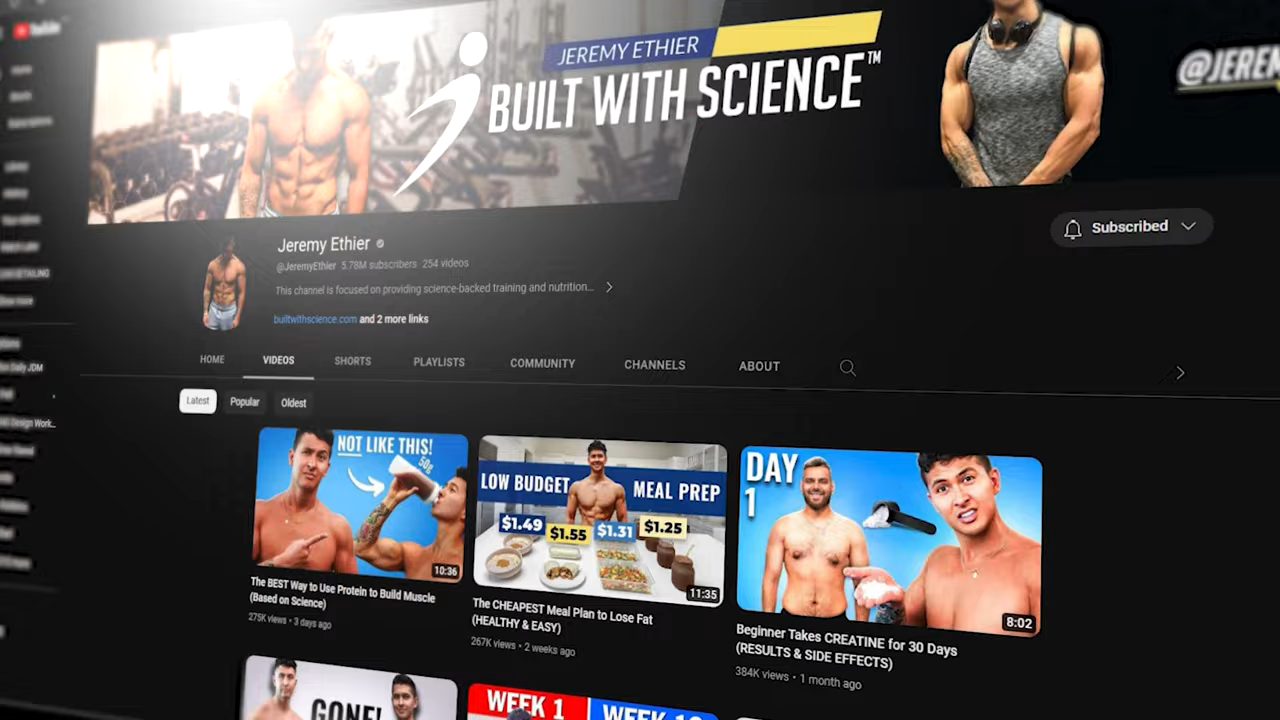 YouTube
JEREMY ETHIER
BUILT WITH SCIENCE™
@JEREM
Jeremy Ethier
@JeremyEthier 5.78M subscribers 254 videos
This channel is focused on providing science-backed training and nutrition...
builtwithscience.com and 2 more links
Subscribed
HOME
VIDEOS
SHORTS
PLAYLISTS
COMMUNITY
CHANNELS
ABOUT
Latest
Popular
Oldest
NOT LIKE THIS!
50g
10:36
The BEST Way to Use Protein to Build Muscle
(Based on Science)
275K views • 3 days ago
LOW BUDGET MEAL PREP
$1.49
$1.55
$1.31
$1.25
11:35
The CHEAPEST Meal Plan to Lose Fat
(HEALTHY & EASY)
267K views • 2 weeks ago
DAY
1
8:02
Beginner Takes CREATINE for 30 Days
(RESULTS & SIDE EFFECTS)
384K views • 1 month ago
GONE!
WEEK 1